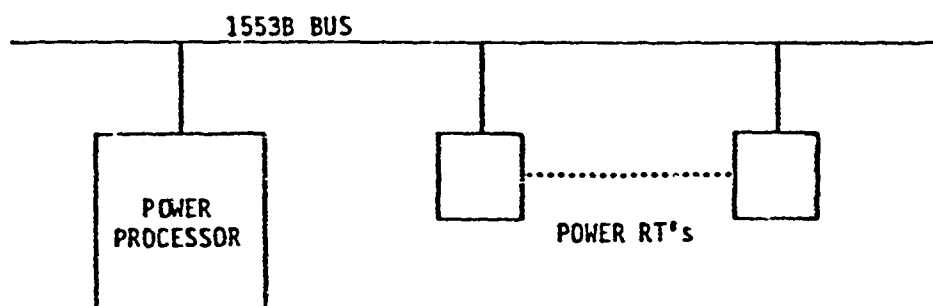 1553B BUS
POWER
PROCESSOR
POWER RT's